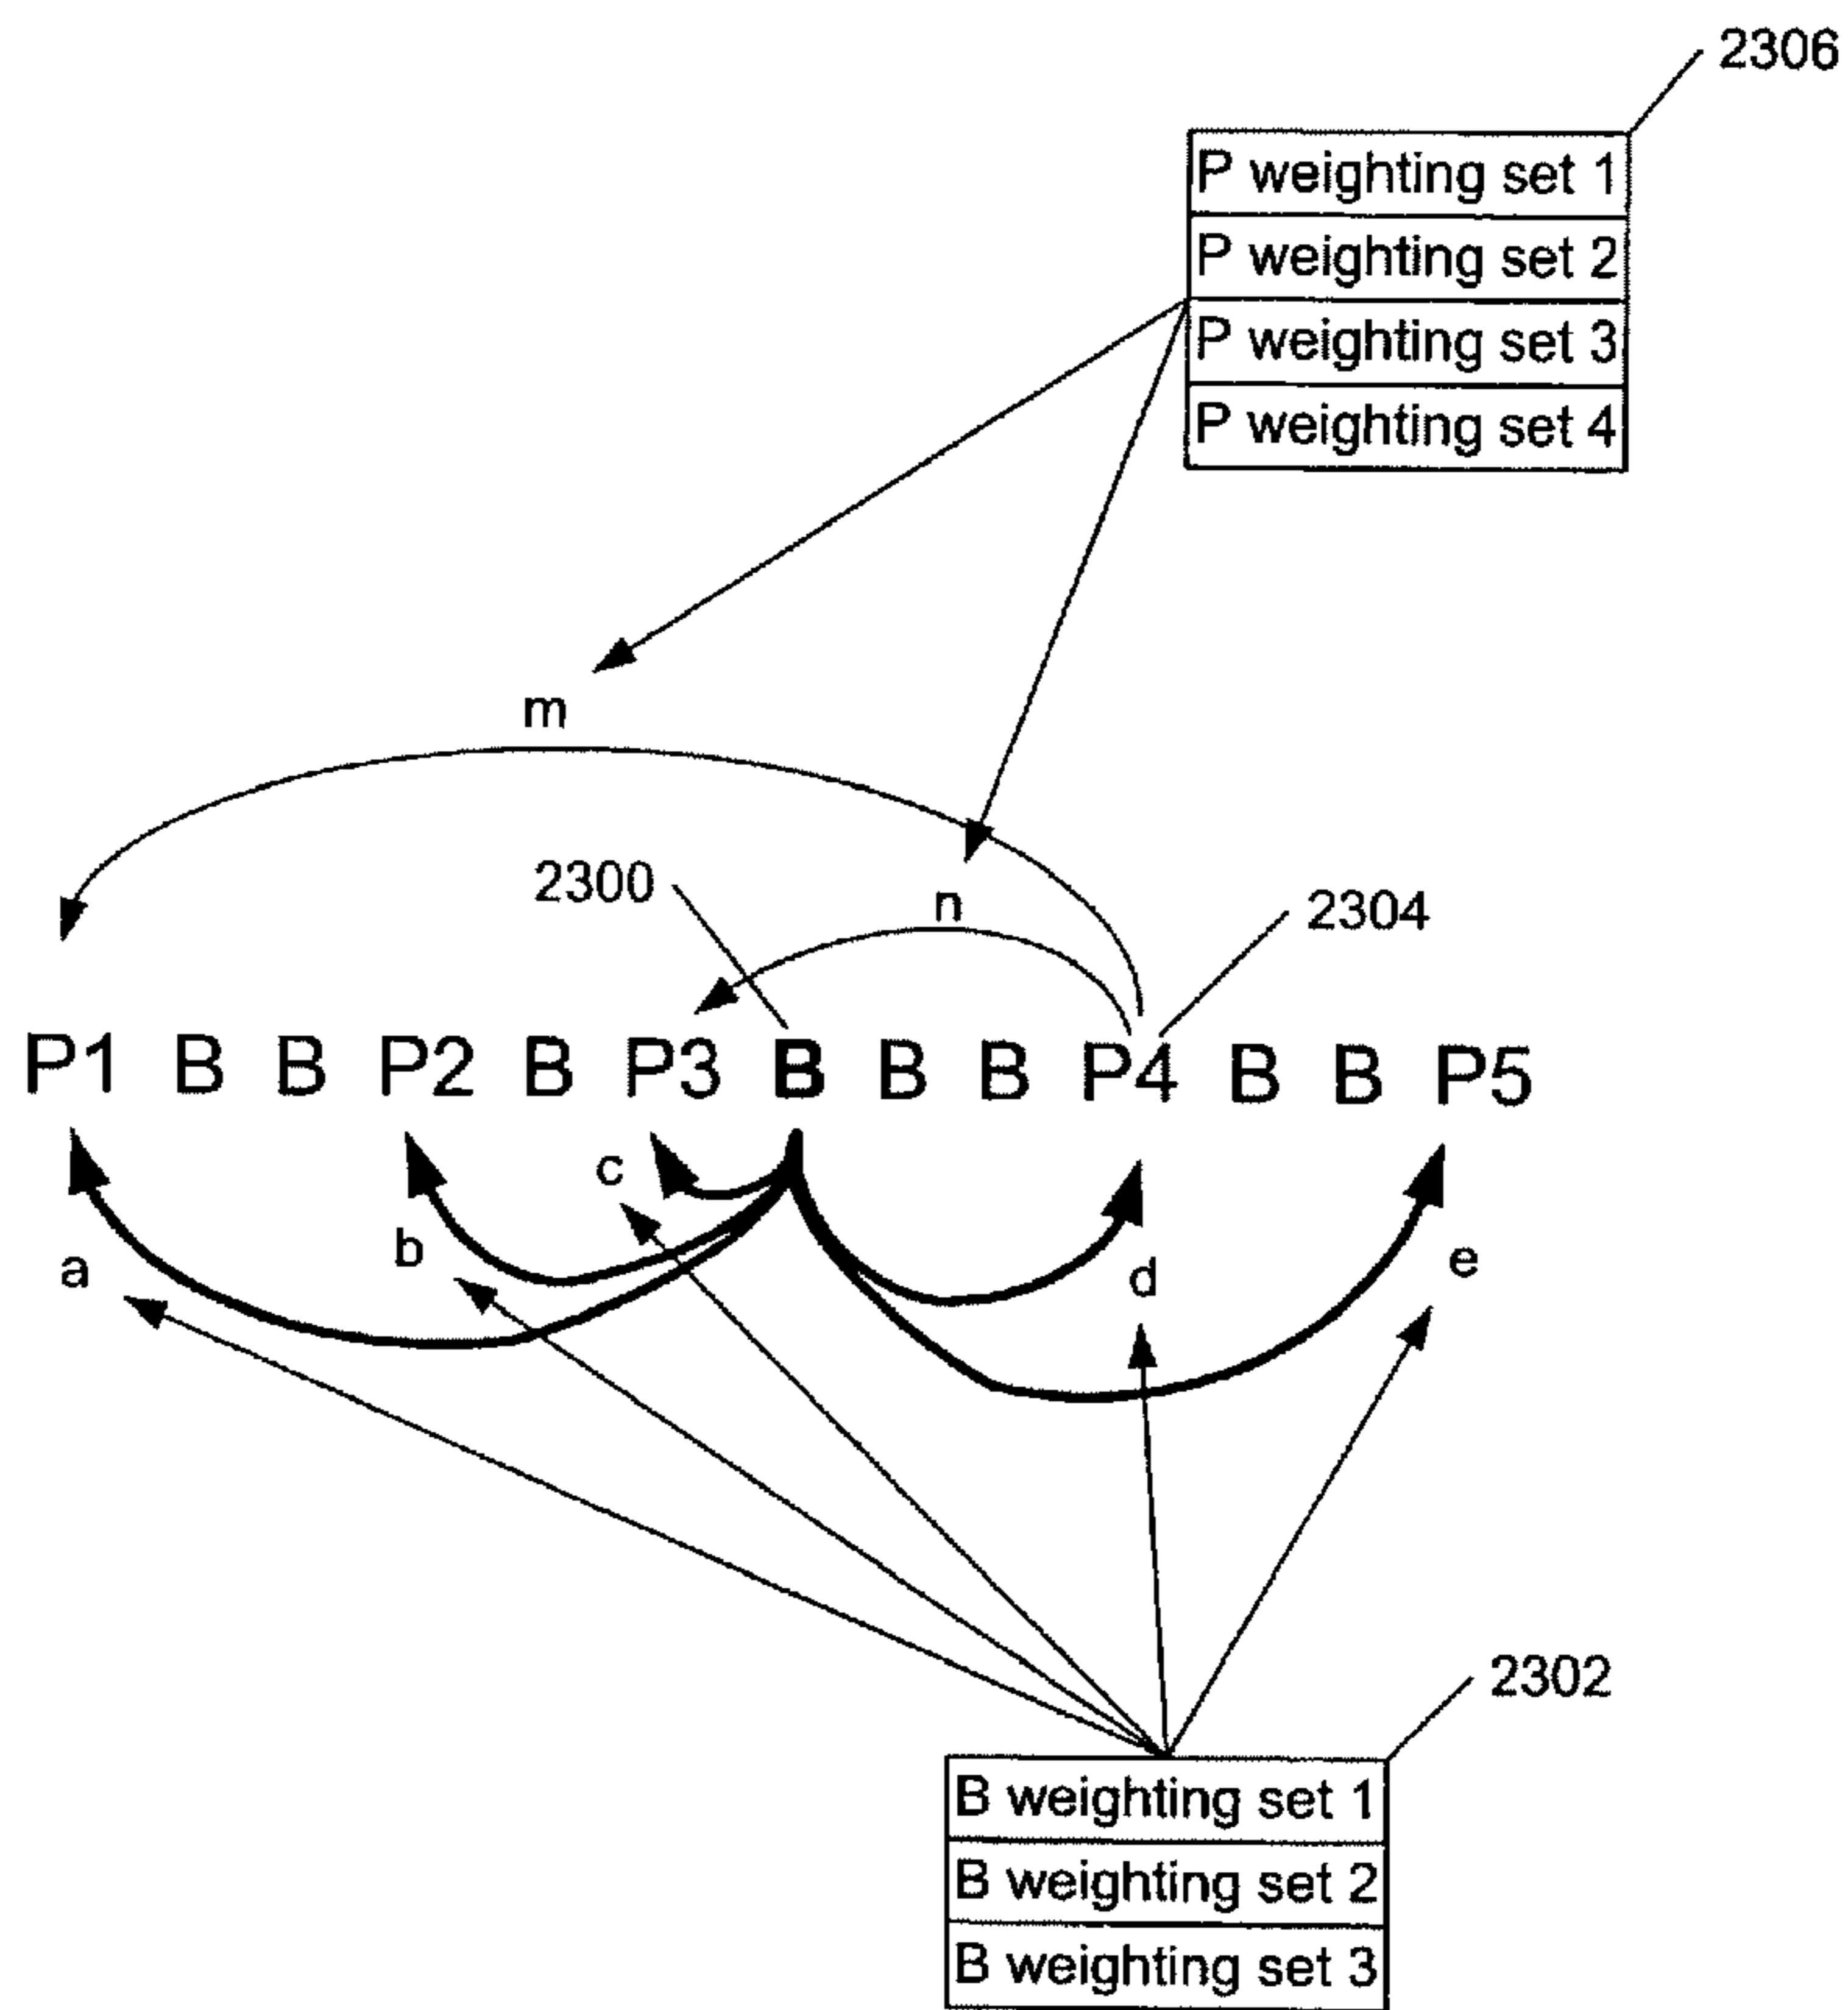 2306
P weighting set 1
P weighting set 2
P weighting set 3
P weighting set 4
m
2300
n
2304
P1 B B P2 B P3 B B B P4 B B P5
c
b
a
d
e
2302
B weighting set 1
B weighting set 2
B weighting set 3